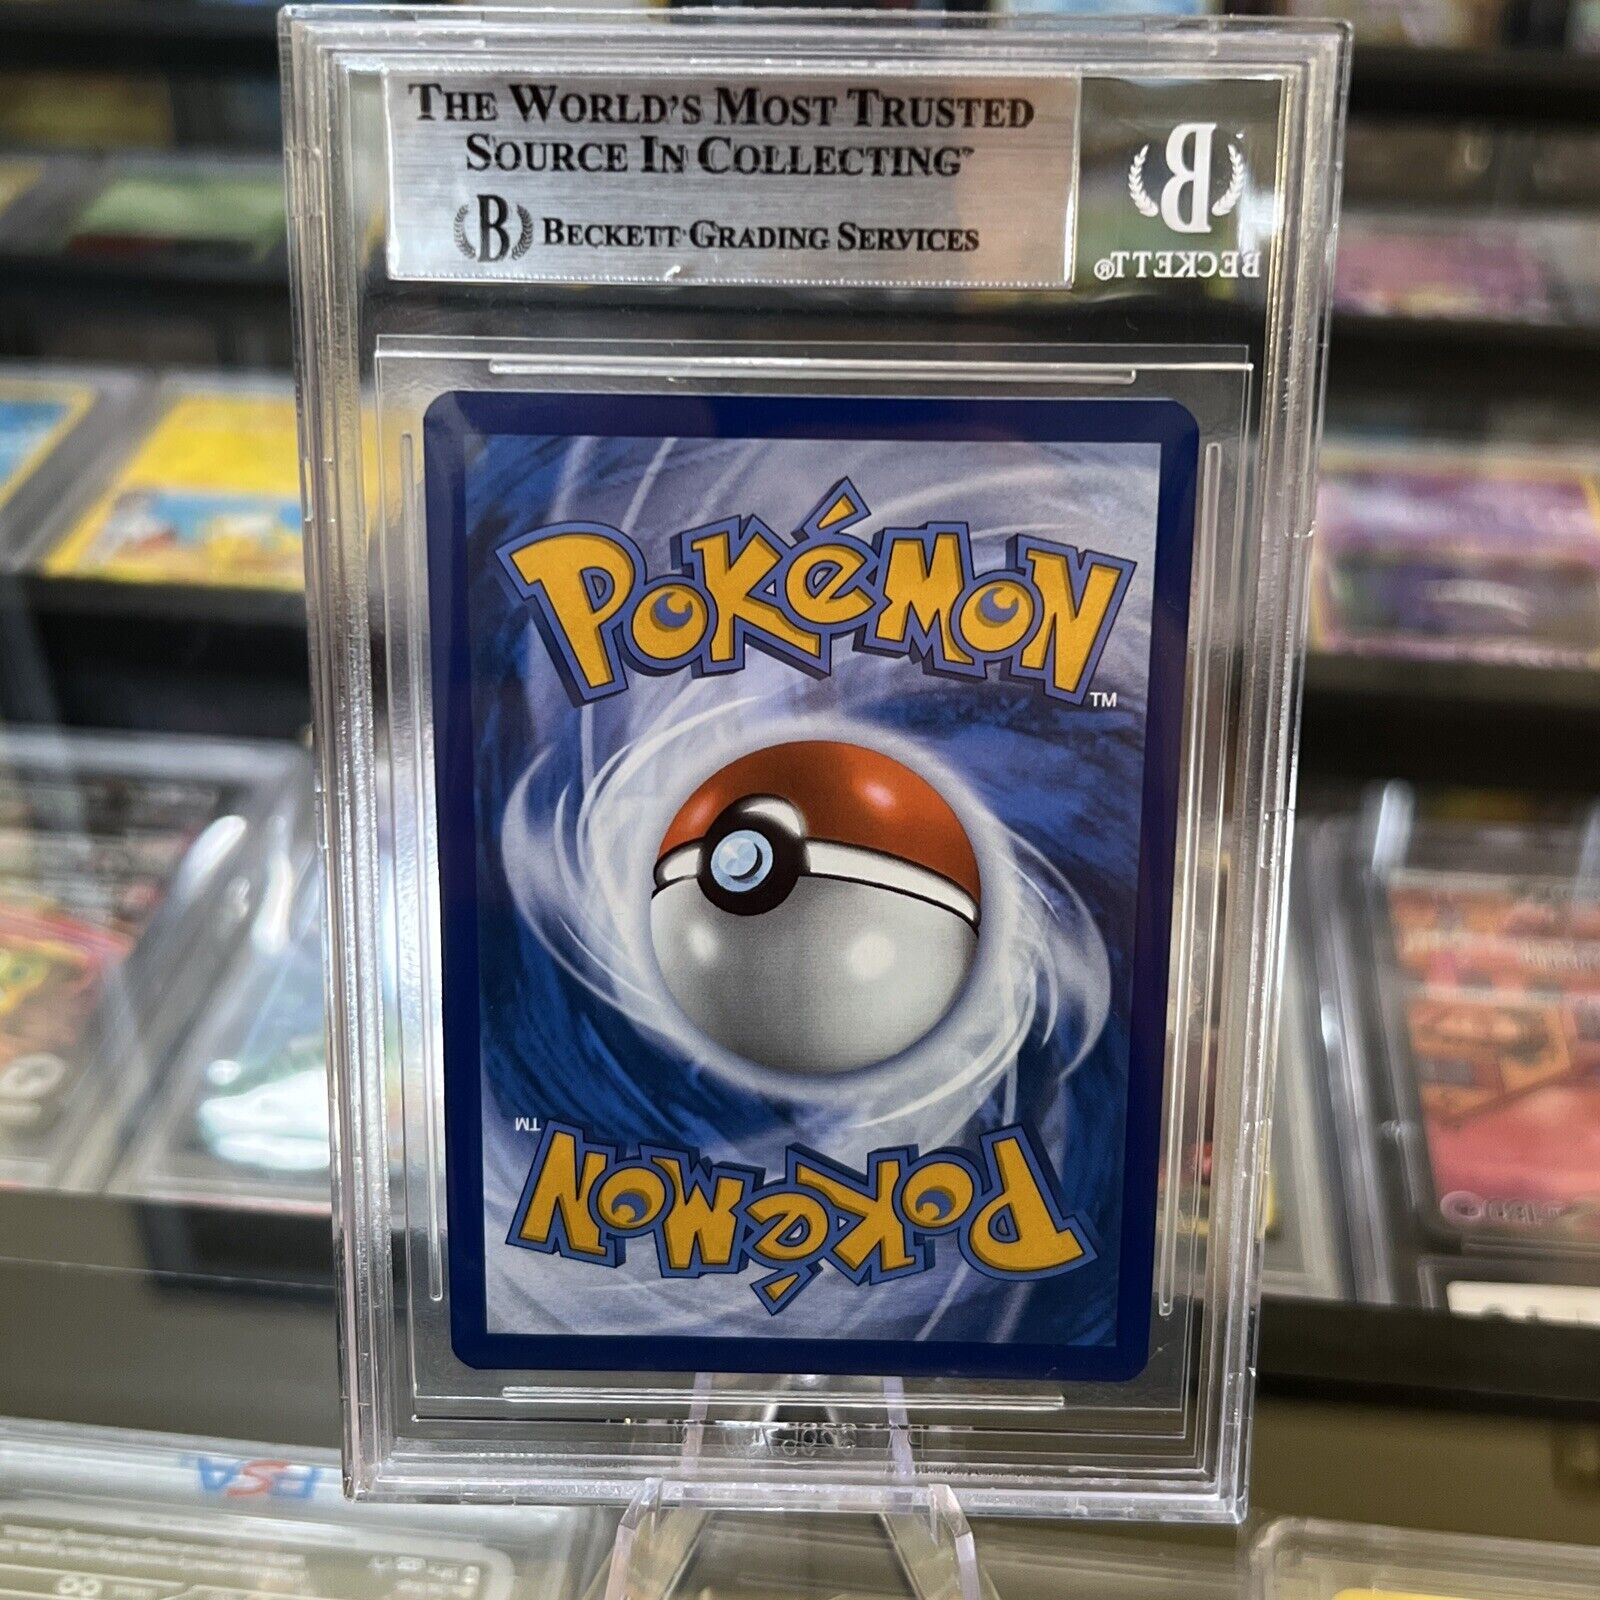 THE WORLD'S MOST TRUSTED
SOURCE IN COLLECTING™
B BECKETT GRADING SERVICES
B
BECKETT®
POKéMON
TM
POKéMON
TM
PSA